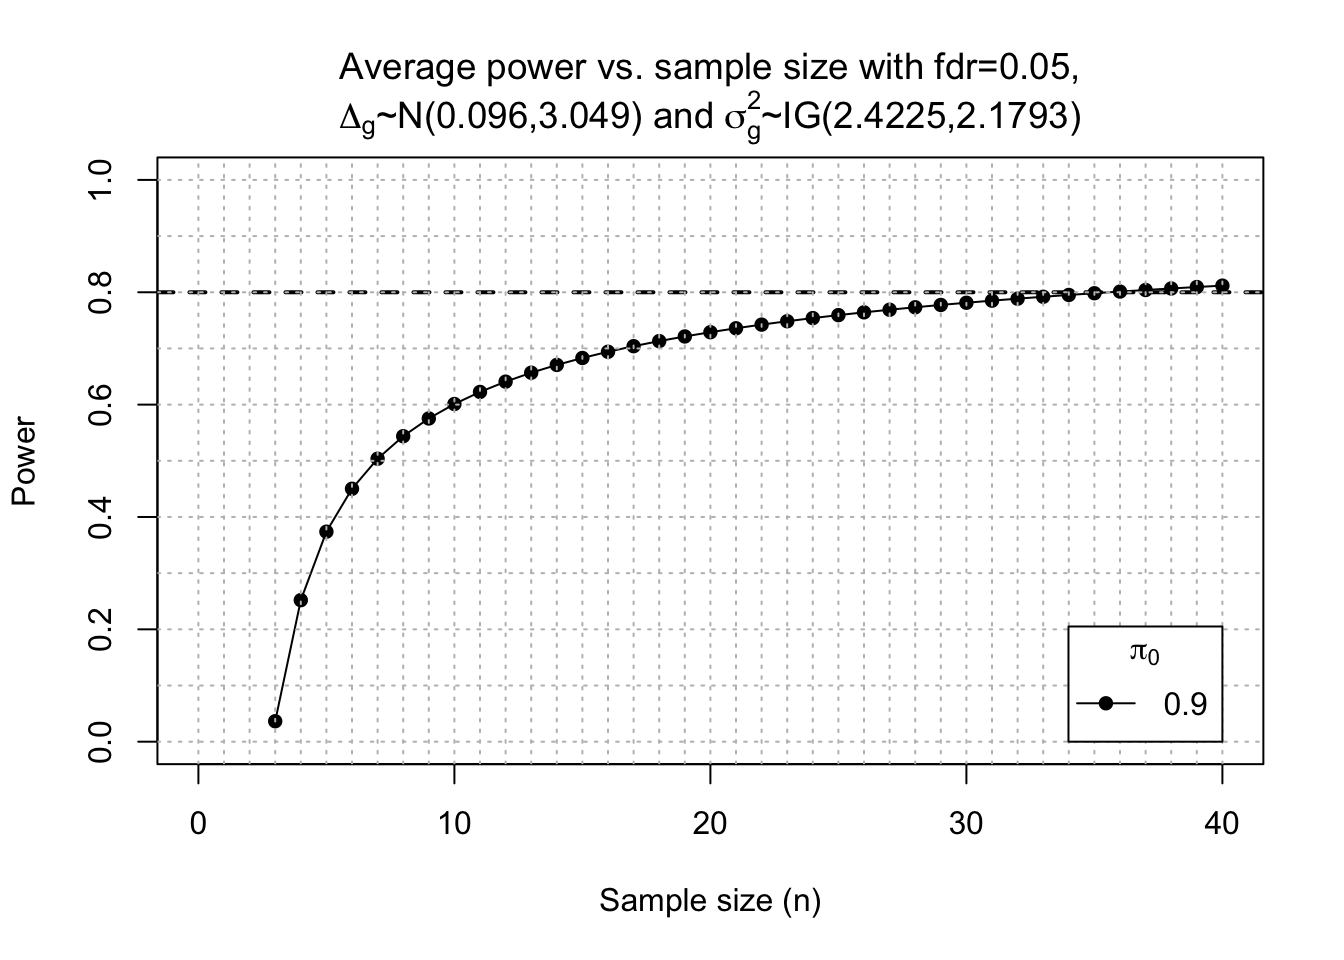 Average power vs. sample size with fdr=0.05,
Δg~N(0.096,3.049) and σg²~IG(2.4225,2.1793)
1.0
0.8
0.6
0.4
0.2
0.0
Power
π₀
0.9
0 10 20 30 40
Sample size (n)